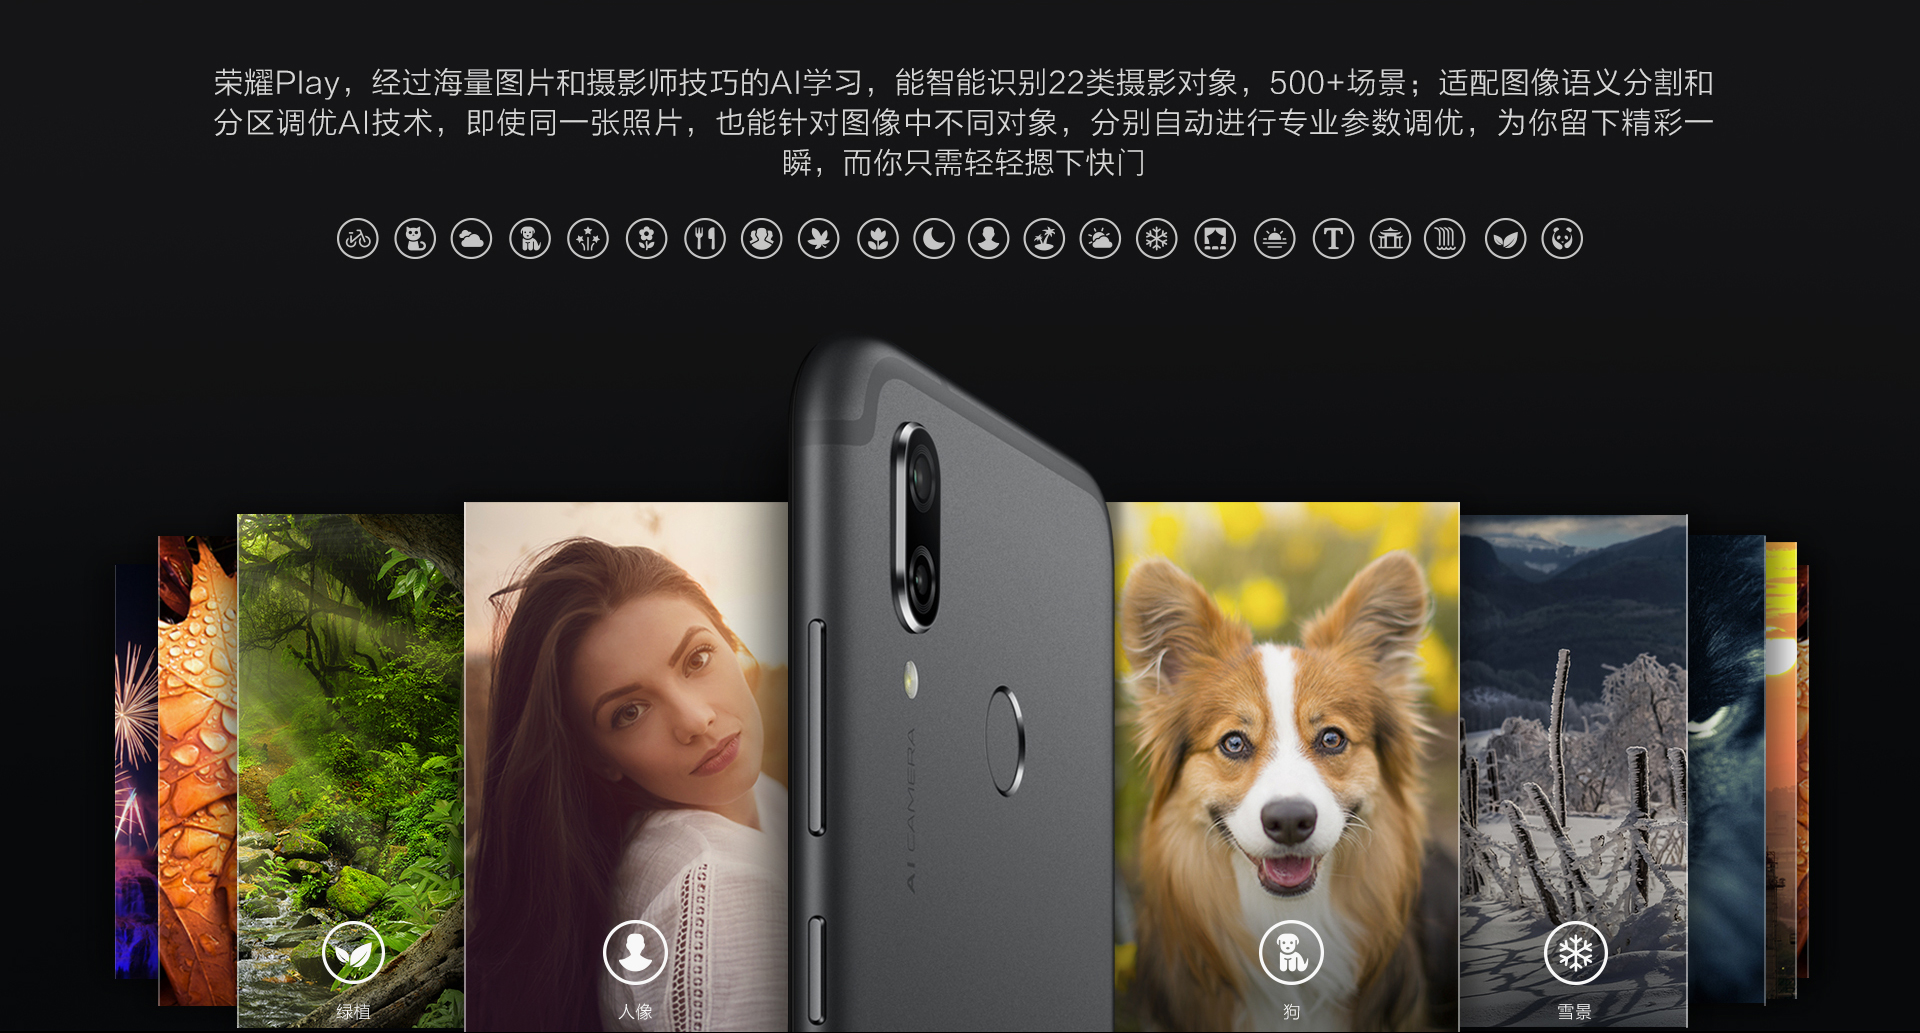 荣耀Play，经过海量图片和摄影师技巧的AI学习，能智能识别22类摄影对象，500+场景；适配图像语义分割和
分区调优AI技术，即使同一张照片，也能针对图像中不同对象，分别自动进行专业参数调优，为你留下精彩一
瞬，而你只需轻轻摁下快门
T
AI CAMERA
绿植
人像
狗
雪景